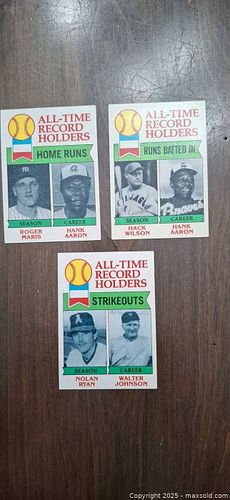 ALL-TIME
RECORD
HOLDERS
HOME RUNS
SEASON
CAREER
ROGER
MARIS
HANK
AARON
ALL-TIME
RECORD
HOLDERS
RUNS BATTED IN
SEASON
CAREER
HACK
WILSON
HANK
AARON
Braves
ALL-TIME
RECORD
HOLDERS
STRIKEOUTS
SEASON
CAREER
NOLAN
RYAN
WALTER
JOHNSON
Copyright © 2025 - maxsold.com